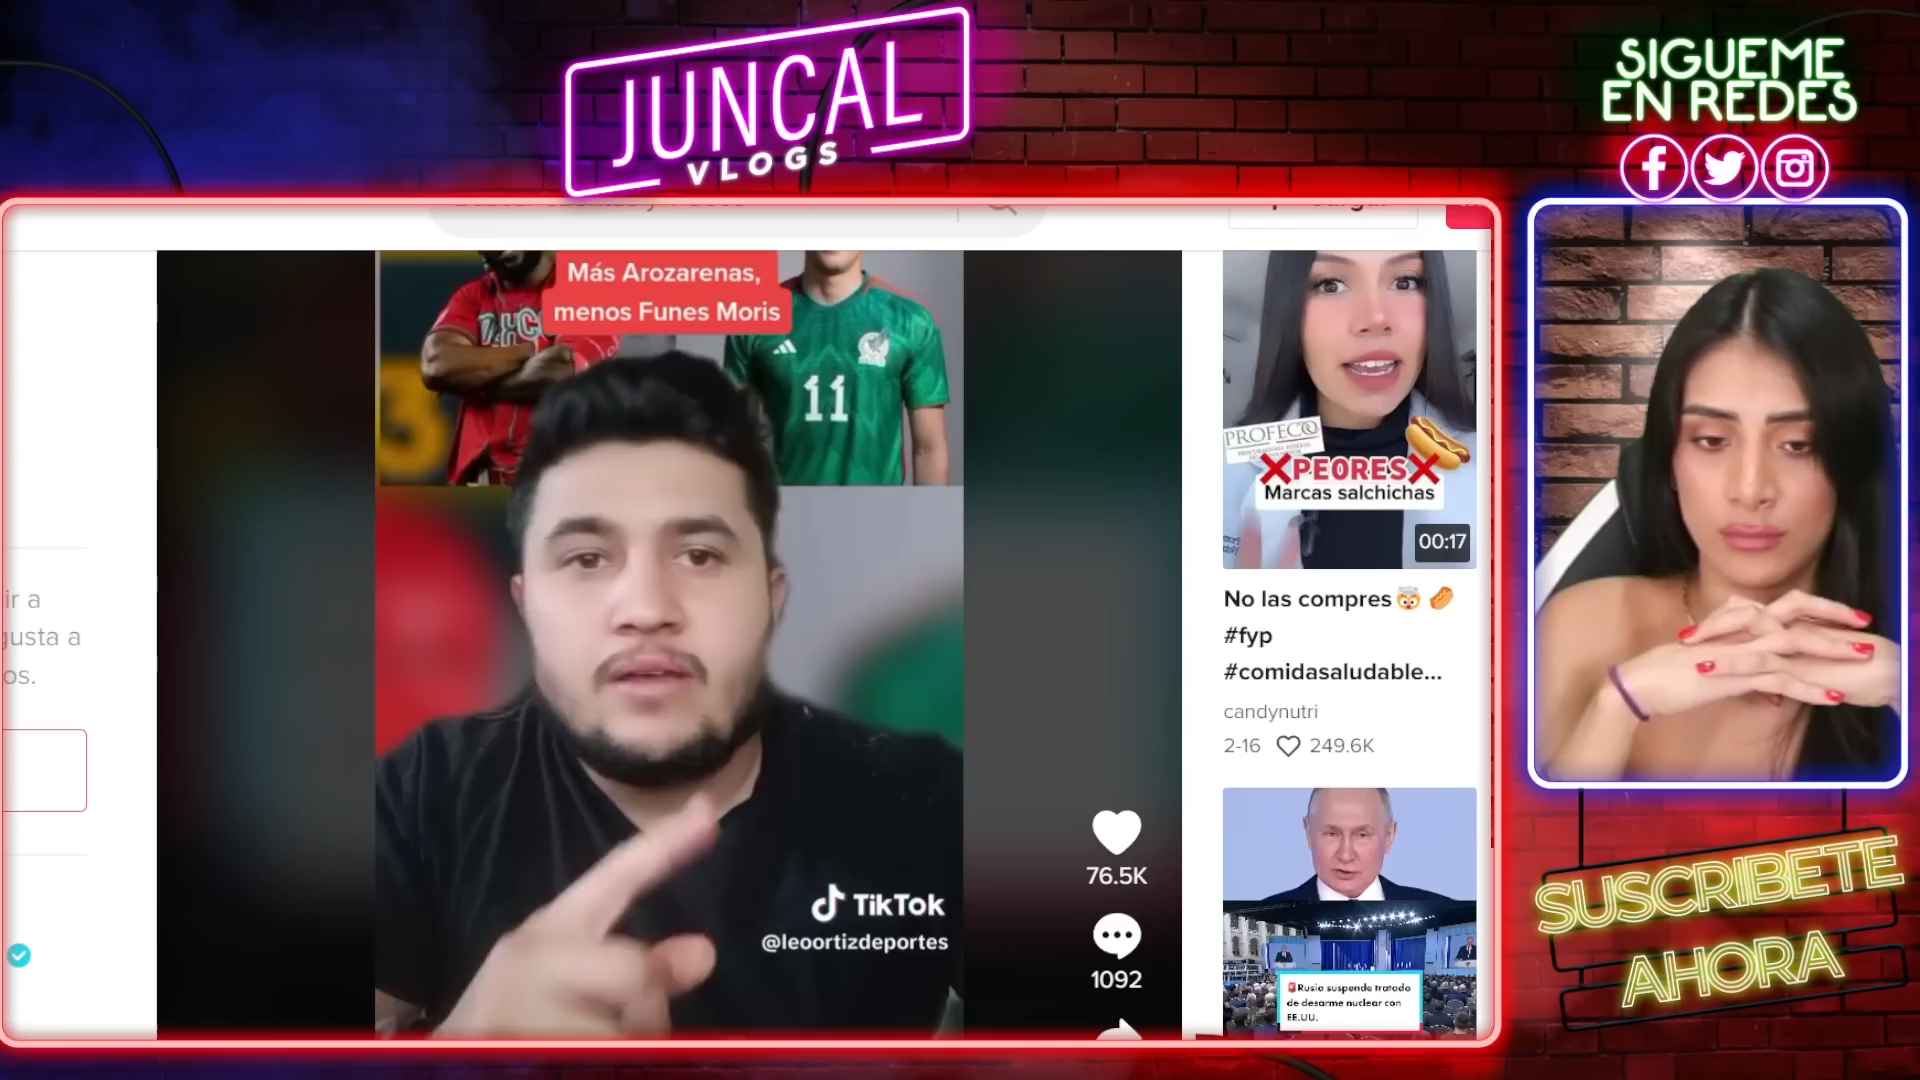 JUNCAL
VLOGS
SIGUEME
EN REDES
Más Arozarenas,
menos Funes Moris
11
TikTok
@leoortizdeportes
76.5K
1092
PROFECO
PEORES
Marcas salchichas
00:17
No las compres
#fyp
#comidasaludable...
candynutri
2-16
249.6K
Rusia suspende tratado
de desarme nuclear con
EE.UU.
ir a
gusta a
os.
SUSCRIBETE
AHORA